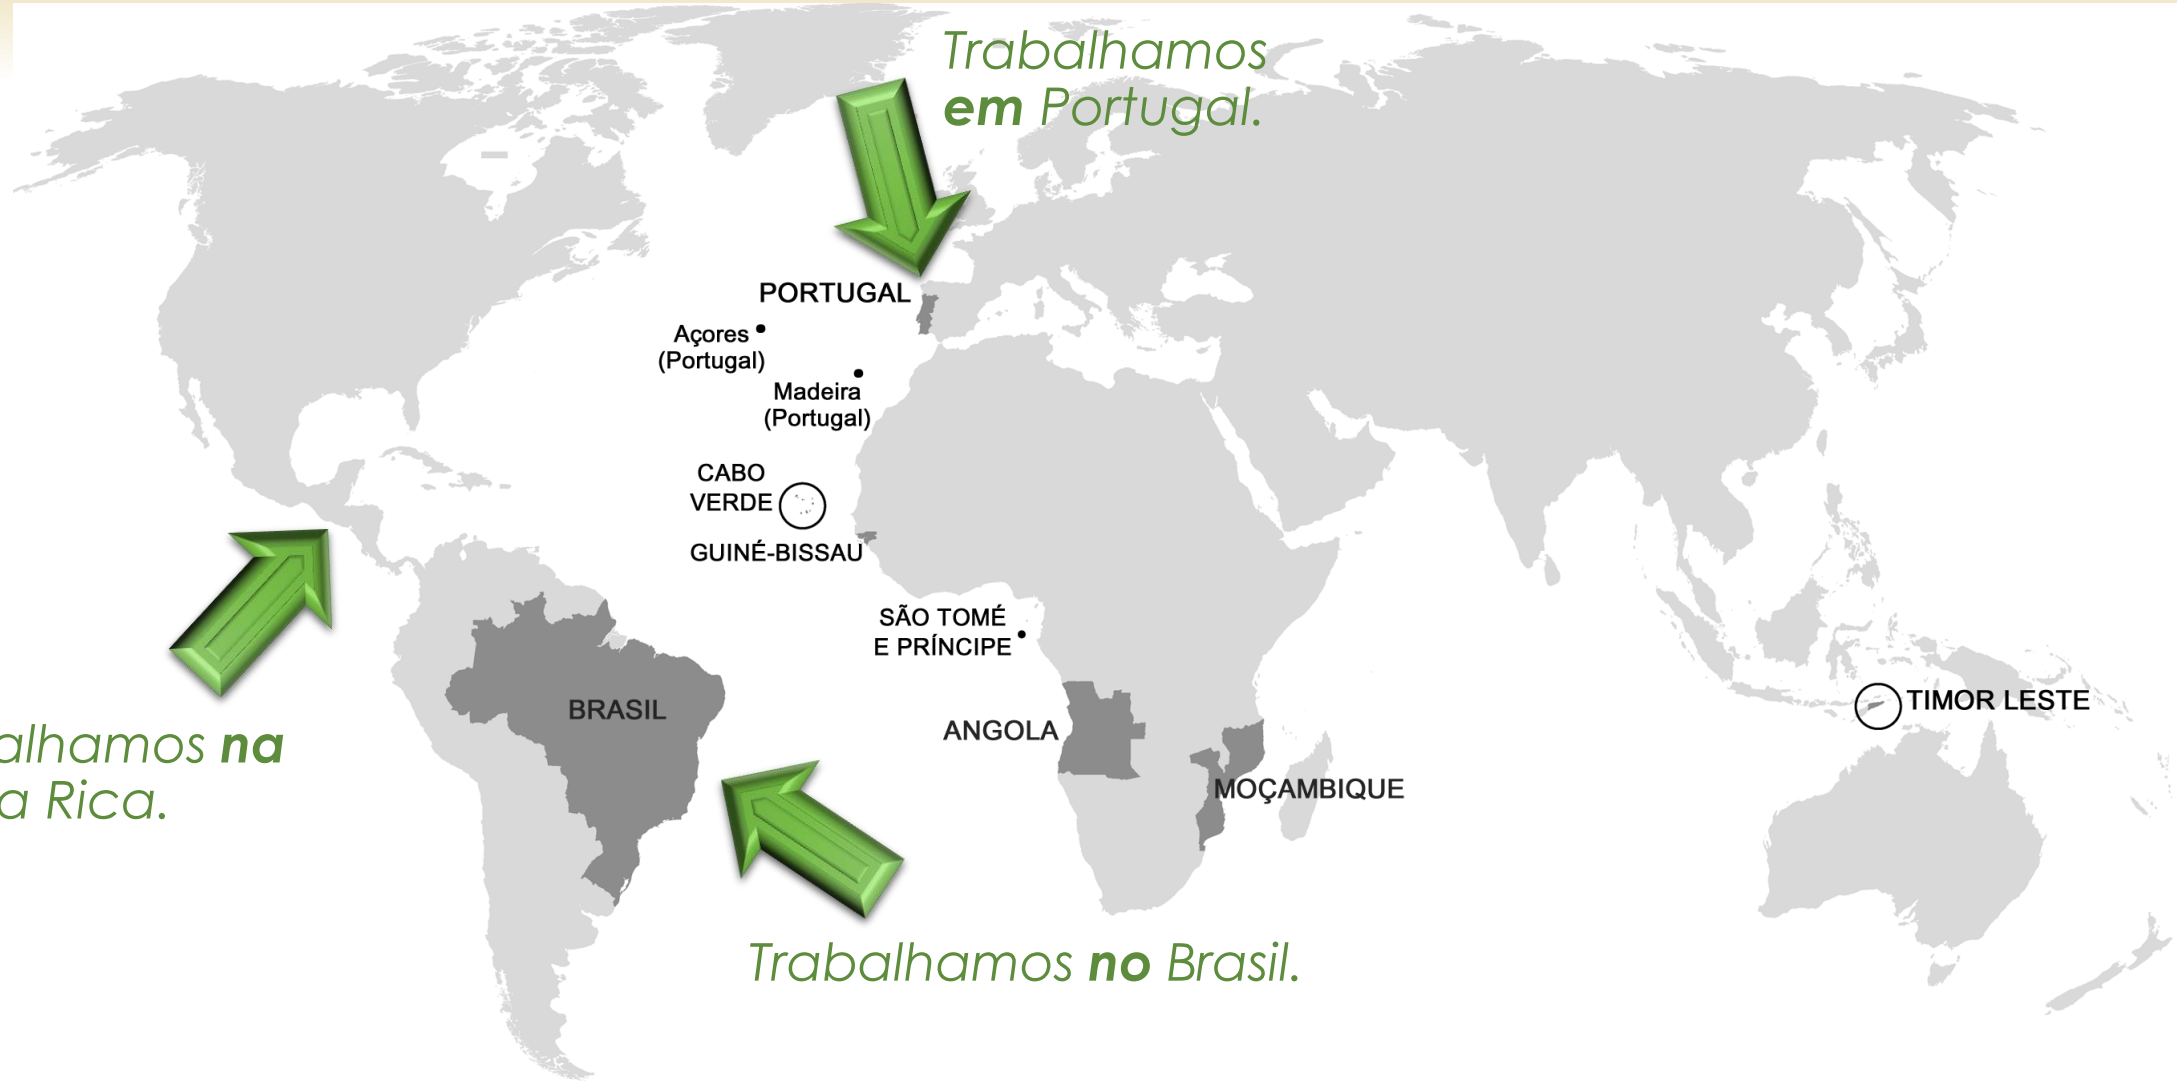 Trabalhamos
em Portugal.
PORTUGAL
Açores
(Portugal)
Madeira
(Portugal)
CABO
VERDE
GUINÉ-BISSAU
SÃO TOMÉ
E PRÍNCIPE
BRASIL
ANGOLA
TIMOR LESTE
MOÇAMBIQUE
alhamos na
a Rica.
Trabalhamos no Brasil.